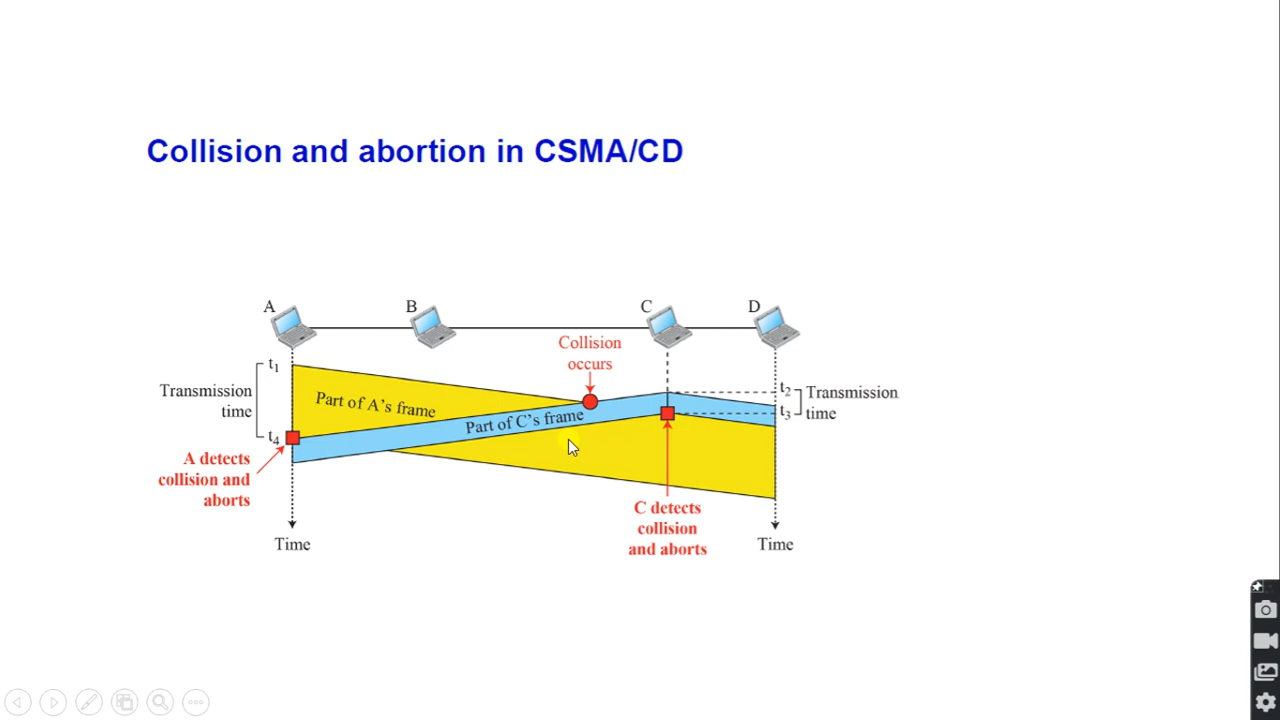 Collision and abortion in CSMA/CD
A
B
C
D
Collision
occurs
t1
t2
Transmission
time
Transmission
time
Part of A's frame
t3
Part of C's frame
t4
A detects
collision and
aborts
C detects
collision
and aborts
Time
Time